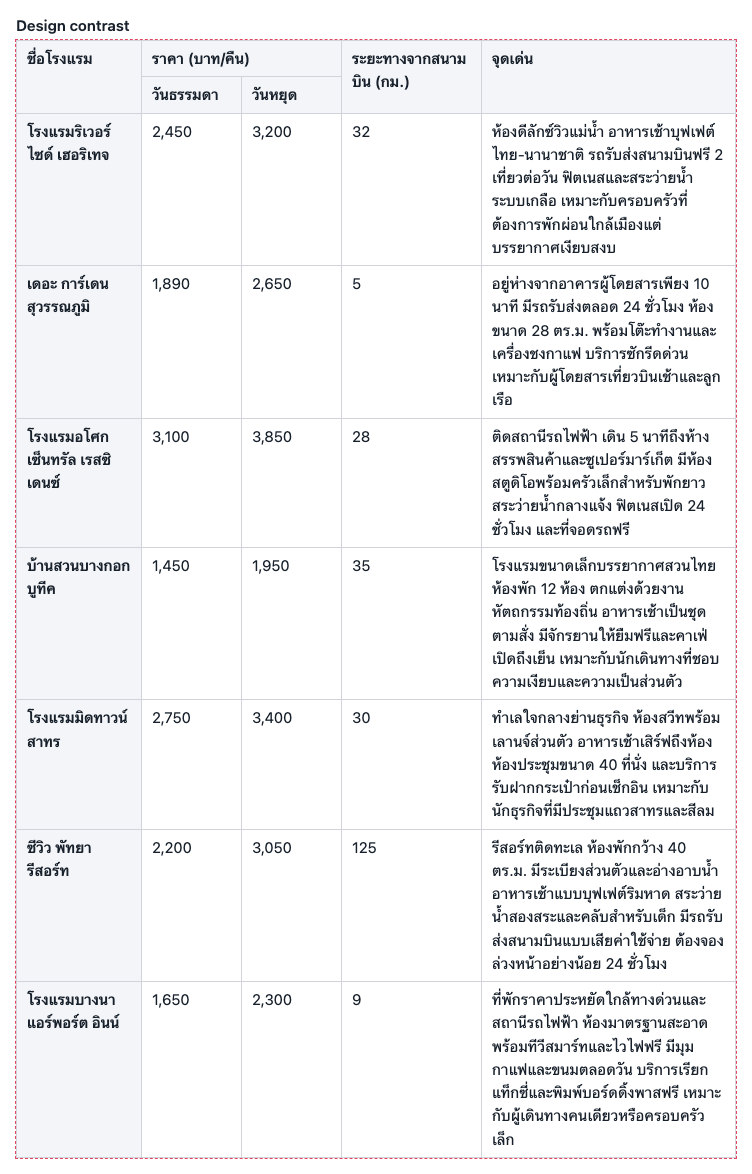 Design contrast
ชื่อโรงแรม
ราคา (บาท/คืน)
ระยะทางจากสนาม
บิน (กม.)
จุดเด่น
วันธรรมดา
วันหยุด
โรงแรมริเวอร์
ไซด์ เฮอริเทจ
2,450
3,200
32
ห้องดีลักซ์วิวแม่น้ำ อาหารเช้าบุฟเฟต์
ไทย-นานาชาติ รถรับส่งสนามบินฟรี 2
เที่ยวต่อวัน ฟิตเนสและสระว่ายน้ำ
ระบบเกลือ เหมาะกับครอบครัวที่
ต้องการพักผ่อนใกล้เมืองแต่
บรรยากาศเงียบสงบ
เดอะ การ์เดน
สุวรรณภูมิ
1,890
2,650
5
อยู่ห่างจากอาคารผู้โดยสารเพียง 10
นาที มีรถรับส่งตลอด 24 ชั่วโมง ห้อง
ขนาด 28 ตร.ม. พร้อมโต๊ะทำงานและ
เครื่องชงกาแฟ บริการซักรีดด่วน
เหมาะกับผู้โดยสารเที่ยวบินเช้าและลูก
เรือ
โรงแรมอโศก
เซ็นทรัล เรสซิ
เดนซ์
3,100
3,850
28
ติดสถานีรถไฟฟ้า เดิน 5 นาทีถึงห้าง
สรรพสินค้าและซูเปอร์มาร์เก็ต มีห้อง
สตูดิโอพร้อมครัวเล็กสำหรับพักยาว
สระว่ายน้ำกลางแจ้ง ฟิตเนสเปิด 24
ชั่วโมง และที่จอดรถฟรี
บ้านสวนบางกอก
บูทีค
1,450
1,950
35
โรงแรมขนาดเล็กบรรยากาศสวนไทย
ห้องพัก 12 ห้อง ตกแต่งด้วยงาน
หัตถกรรมท้องถิ่น อาหารเช้าเป็นชุด
ตามสั่ง มีจักรยานให้ยืมฟรีและคาเฟ่
เปิดถึงเย็น เหมาะกับนักเดินทางที่ชอบ
ความเงียบและความเป็นส่วนตัว
โรงแรมมิดทาวน์
สาทร
2,750
3,400
30
ทำเลใจกลางย่านธุรกิจ ห้องสวีทพร้อม
เลานจ์ส่วนตัว อาหารเช้าเสิร์ฟถึงห้อง
ห้องประชุมขนาด 40 ที่นั่ง และบริการ
รับฝากกระเป๋าก่อนเช็กอิน เหมาะกับ
นักธุรกิจที่มีประชุมแถวสาทรและสีลม
ซีวิว พัทยา
รีสอร์ท
2,200
3,050
125
รีสอร์ทติดทะเล ห้องพักกว้าง 40
ตร.ม. มีระเบียงส่วนตัวและอ่างอาบน้ำ
อาหารเช้าแบบบุฟเฟต์ริมหาด สระว่าย
น้ำสองสระและคลับสำหรับเด็ก มีรถรับ
ส่งสนามบินแบบเสียค่าใช้จ่าย ต้องจอง
ล่วงหน้าอย่างน้อย 24 ชั่วโมง
โรงแรมบางนา
แอร์พอร์ต อินน์
1,650
2,300
9
ที่พักราคาประหยัดใกล้ทางด่วนและ
สถานีรถไฟฟ้า ห้องมาตรฐานสะอาด
พร้อมทีวีสมาร์ทและไวไฟฟรี มีมุม
กาแฟและขนมตลอดวัน บริการเรียก
แท็กซี่และพิมพ์บอร์ดดิ้งพาสฟรี เหมาะ
กับผู้เดินทางคนเดียวหรือครอบครัว
เล็ก